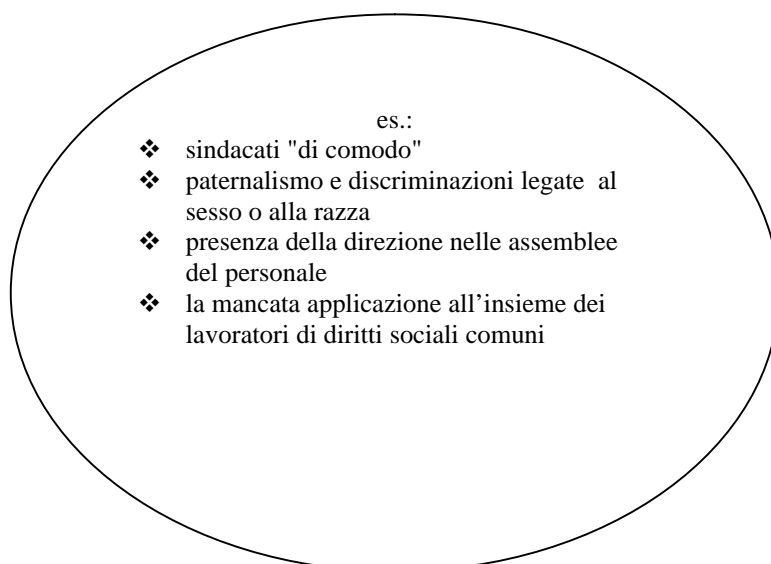 es.:
❖ sindacati "di comodo"
❖ paternalismo e discriminazioni legate al
sesso o alla razza
❖ presenza della direzione nelle assemblee
del personale
❖ la mancata applicazione all’insieme dei
lavoratori di diritti sociali comuni